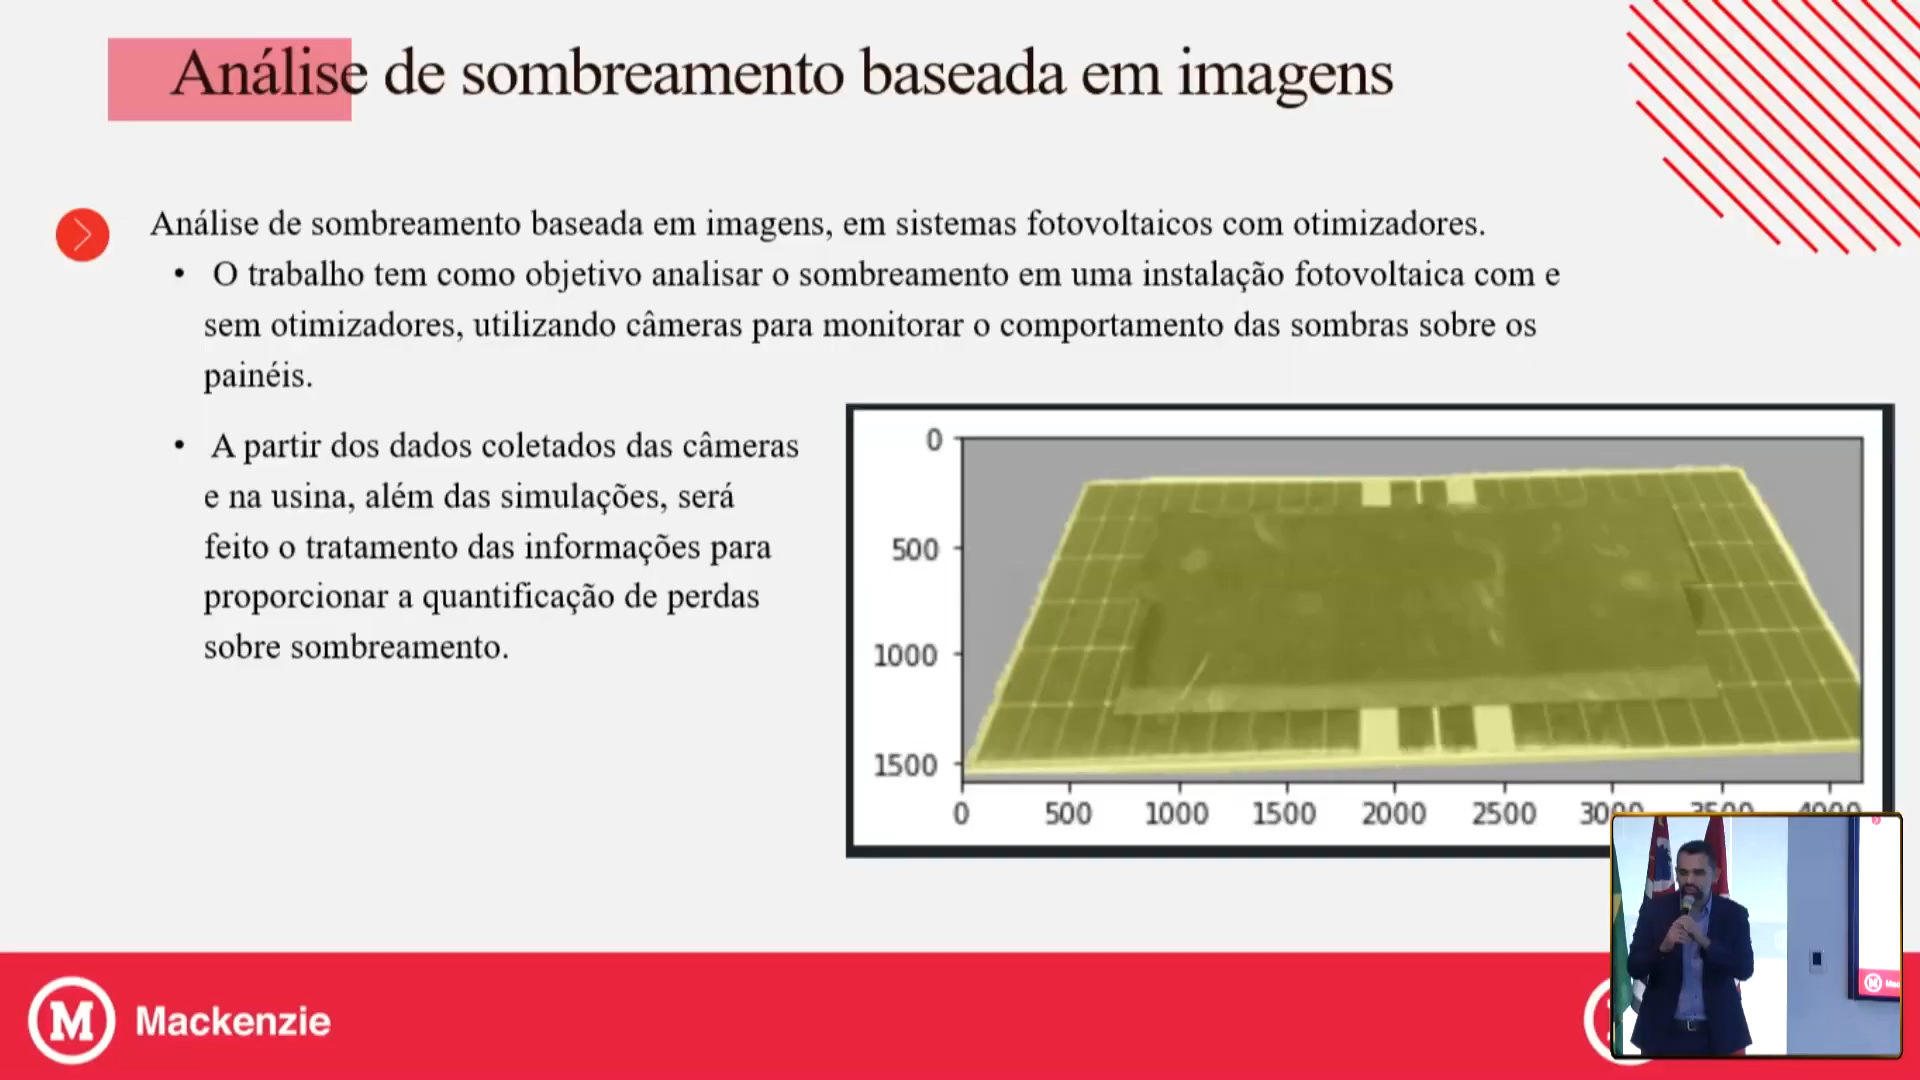 Análise de sombreamento baseada em imagens
Análise de sombreamento baseada em imagens, em sistemas fotovoltaicos com otimizadores.
• O trabalho tem como objetivo analisar o sombreamento em uma instalação fotovoltaica com e
sem otimizadores, utilizando câmeras para monitorar o comportamento das sombras sobre os
painéis.
• A partir dos dados coletados das câmeras
e na usina, além das simulações, será
feito o tratamento das informações para
proporcionar a quantificação de perdas
sobre sombreamento.
0
500
1000
1500
0 500 1000 1500 2000 2500 3000 3500 4000
M Mackenzie